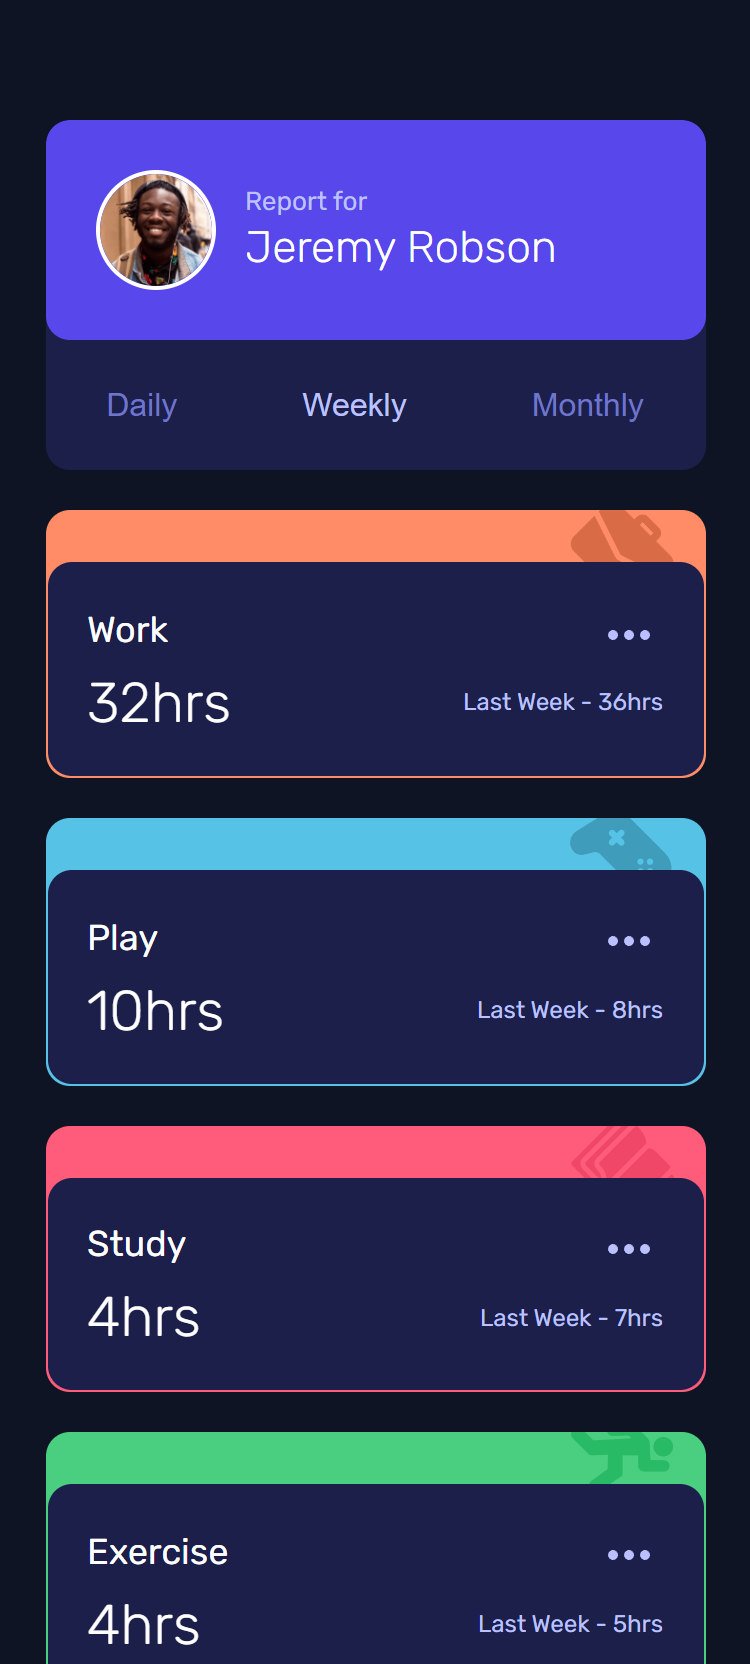 Report for
Jeremy Robson
Daily Weekly Monthly
Work
32hrs Last Week - 36hrs
Play
10hrs Last Week - 8hrs
Study
4hrs Last Week - 7hrs
Exercise
4hrs Last Week - 5hrs